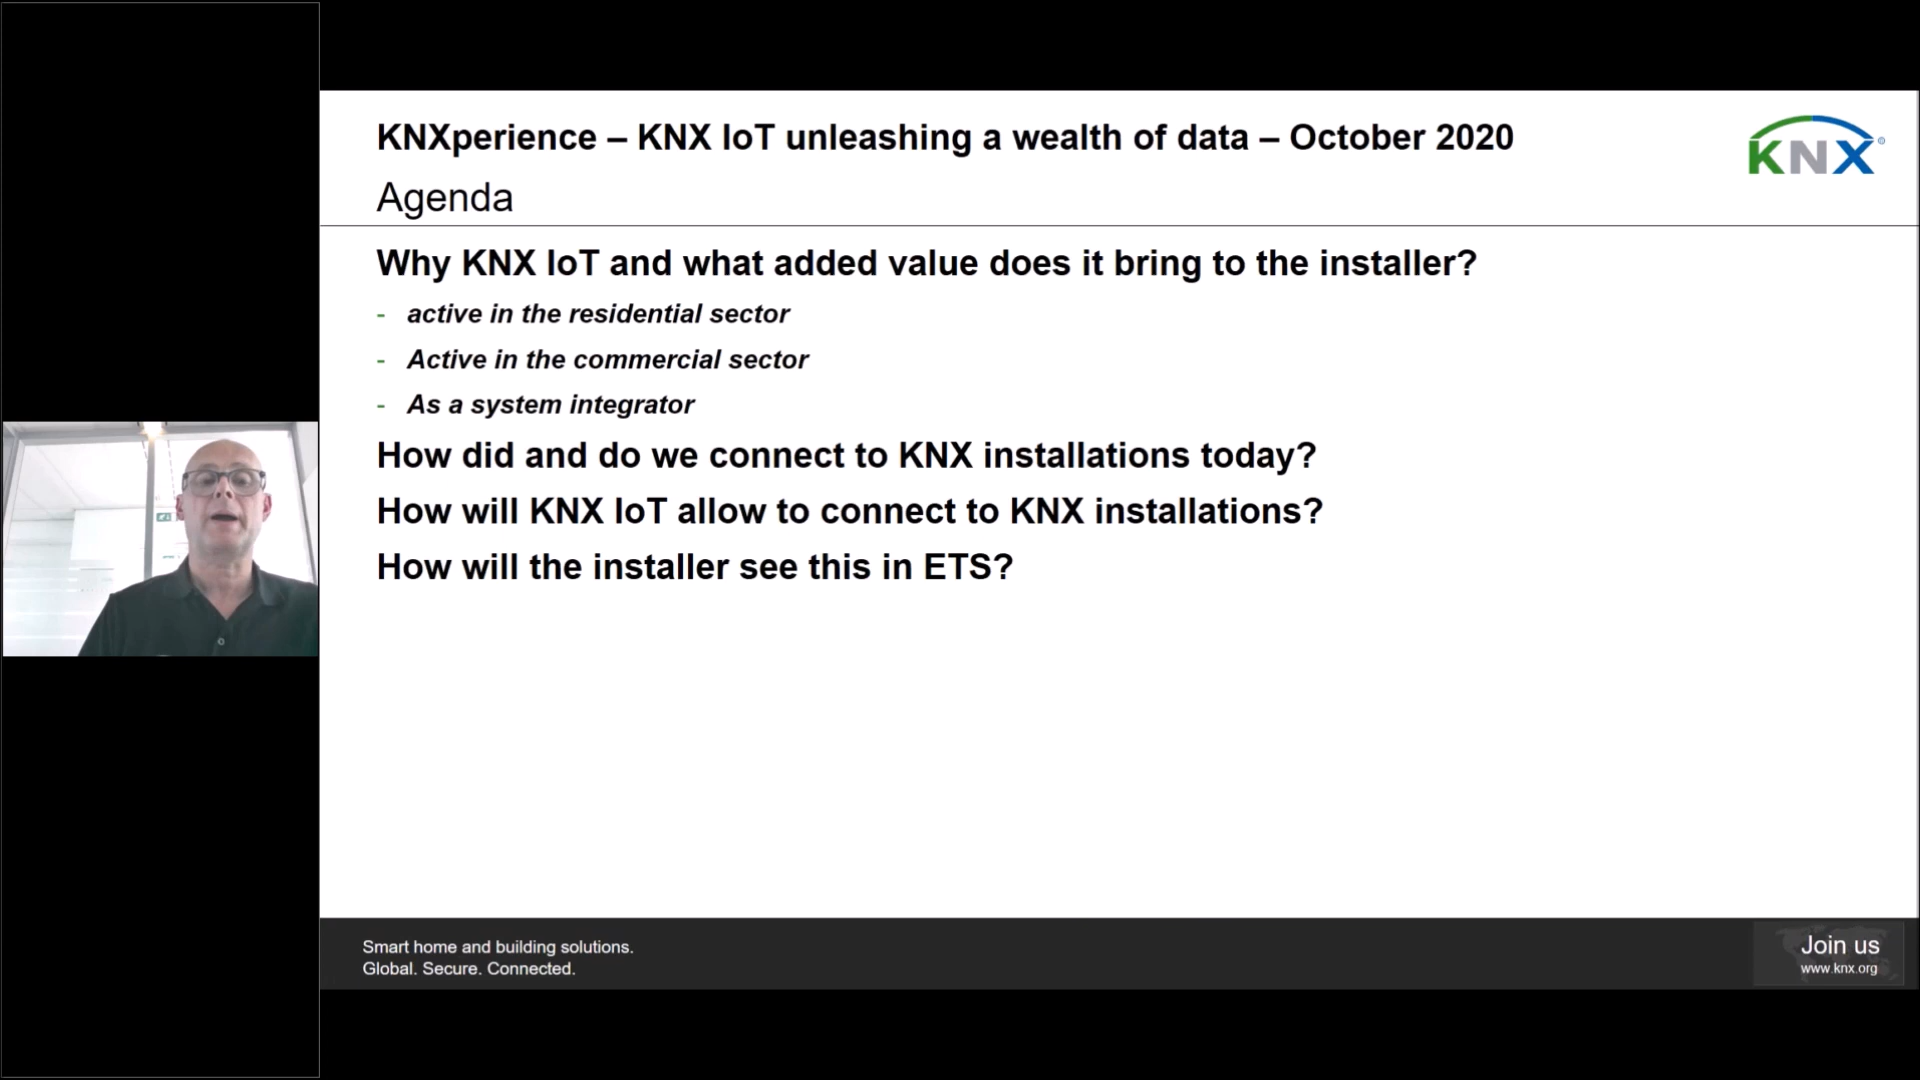 KNXperience – KNX IoT unleashing a wealth of data – October 2020
KNX®
Agenda
Why KNX IoT and what added value does it bring to the installer?
- active in the residential sector
- Active in the commercial sector
- As a system integrator
How did and do we connect to KNX installations today?
How will KNX IoT allow to connect to KNX installations?
How will the installer see this in ETS?
Smart home and building solutions.
Global. Secure. Connected.
Join us
www.knx.org